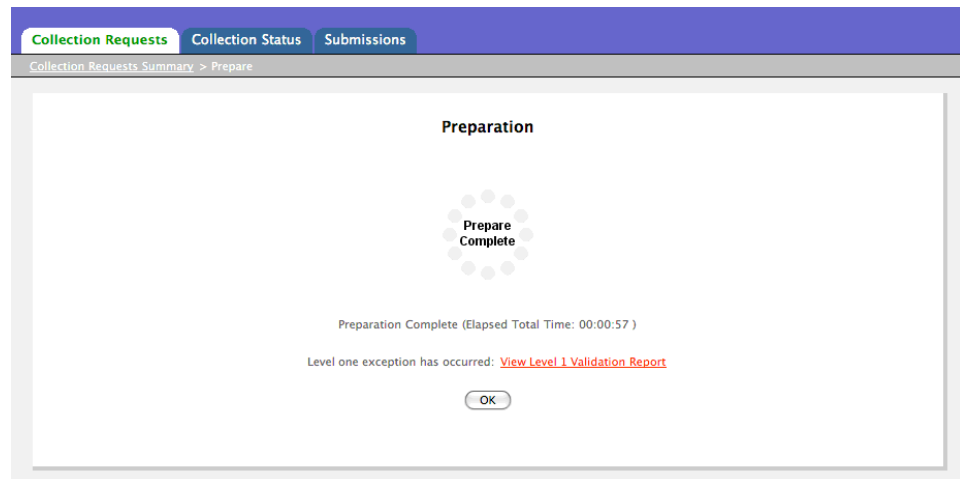 Collection Requests Collection Status Submissions
Collection Requests Summary > Prepare
Preparation
Prepare
Complete
Preparation Complete (Elapsed Total Time: 00:00:57 )
Level one exception has occurred: View Level 1 Validation Report
OK